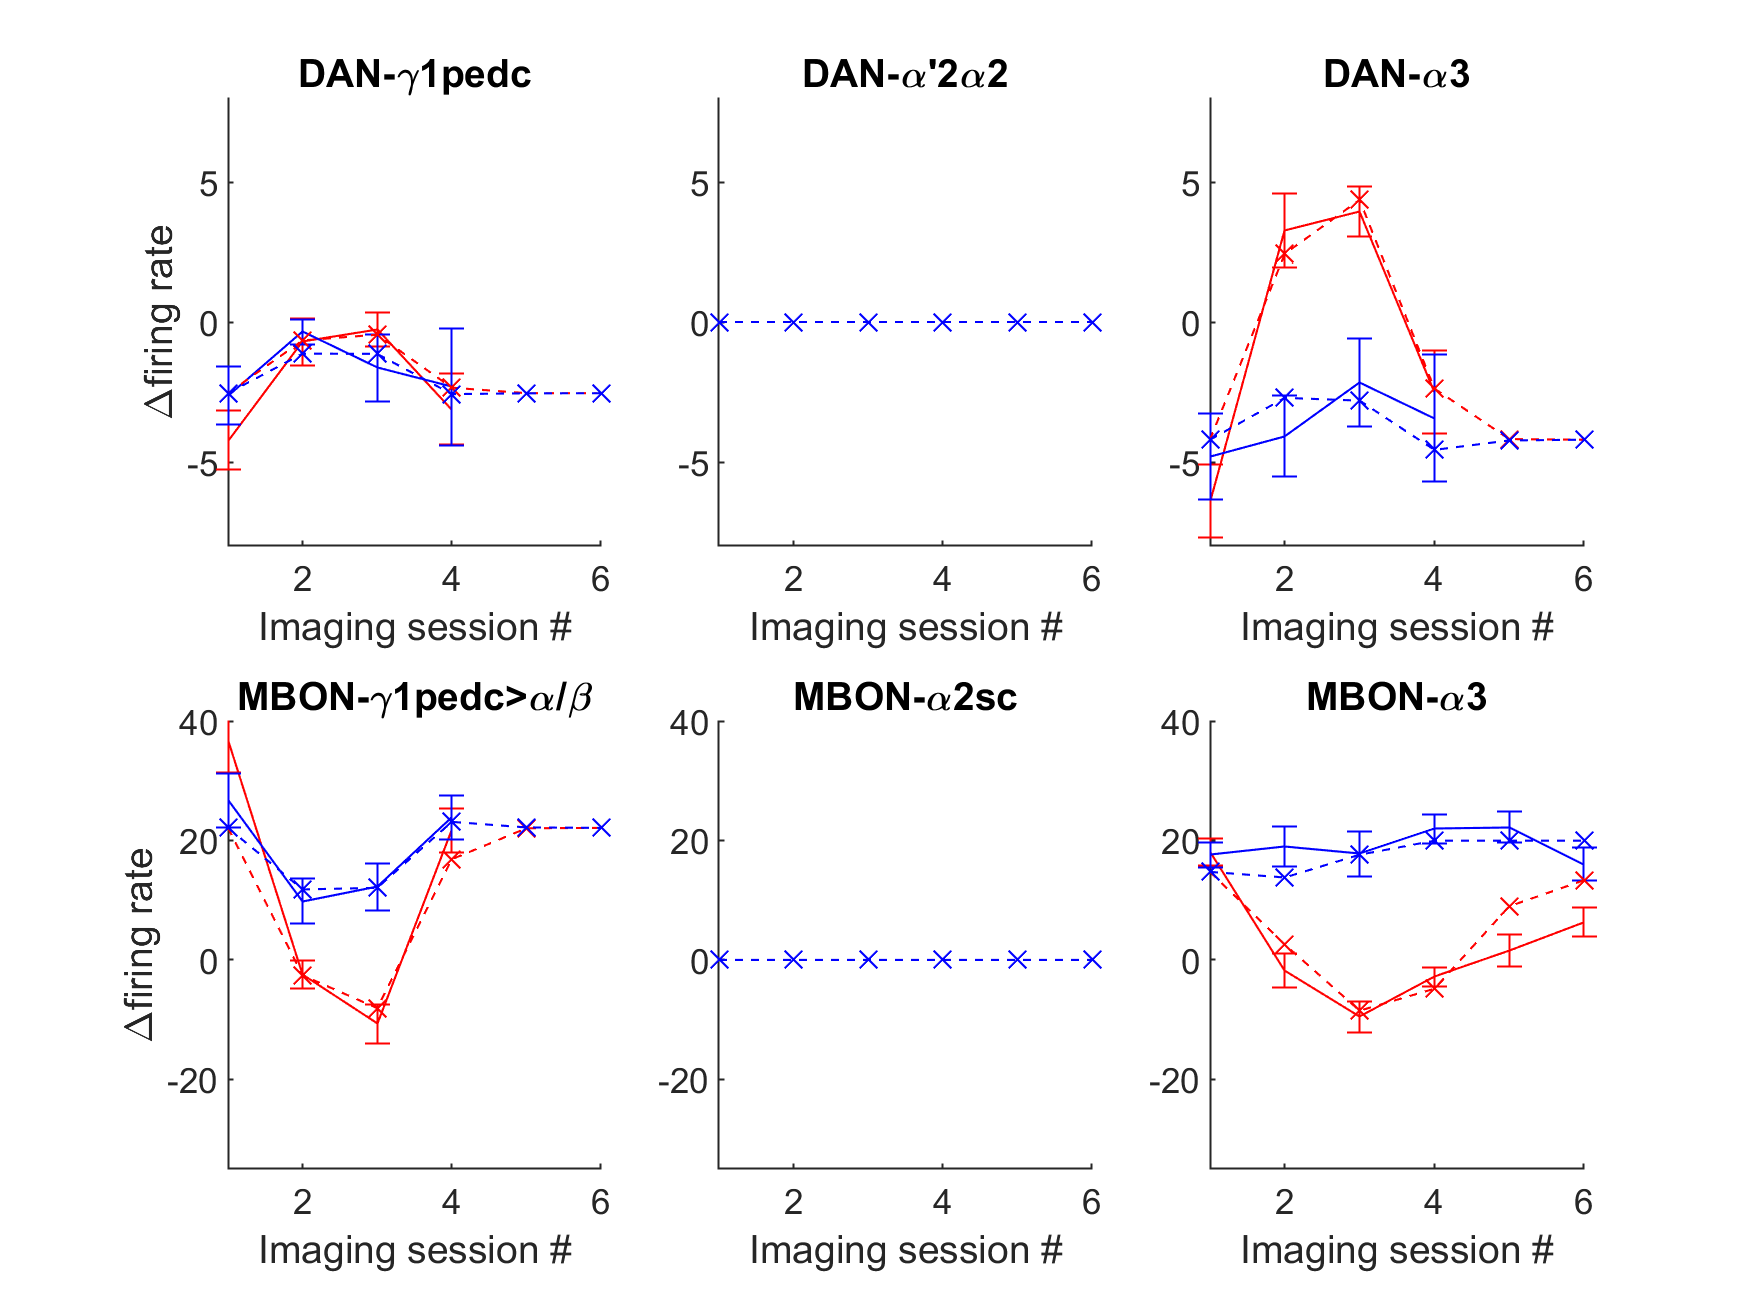 DAN-γ1pedc
DAN-α'2α2
DAN-α3
Δfiring rate
5
0
-5
2
4
6
Imaging session #
5
0
-5
2
4
6
Imaging session #
5
0
-5
2
4
6
Imaging session #
MBON-γ1pedc>α/β
MBON-α2sc
MBON-α3
Δfiring rate
40
20
0
-20
2
4
6
Imaging session #
40
20
0
-20
2
4
6
Imaging session #
40
20
0
-20
2
4
6
Imaging session #